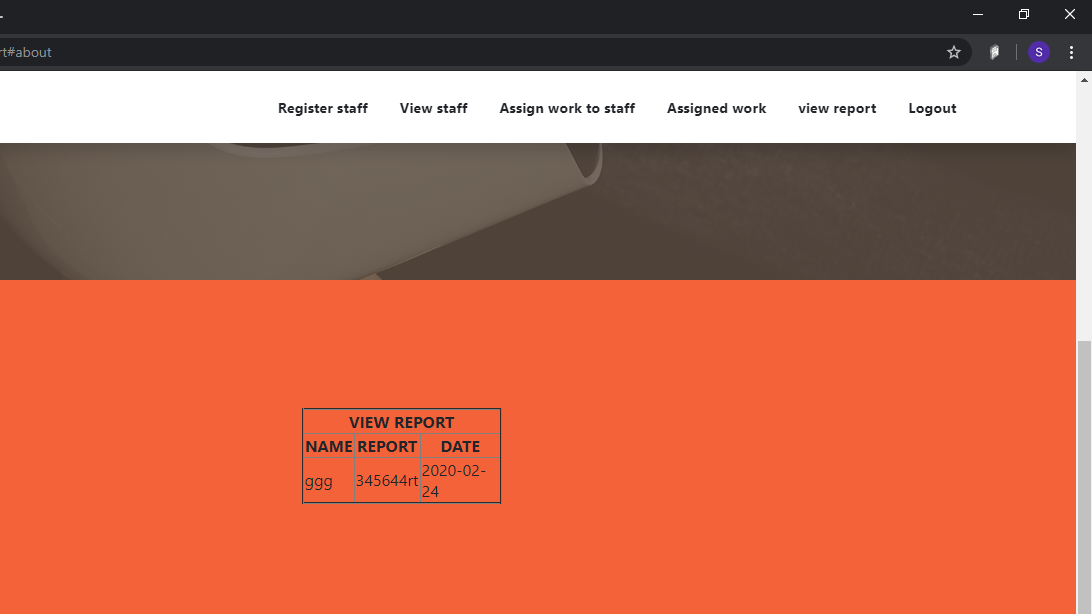 rt#about
S
Register staff View staff Assign work to staff Assigned work view report Logout
VIEW REPORT
NAME REPORT DATE
ggg 345644rt 2020-02-
24